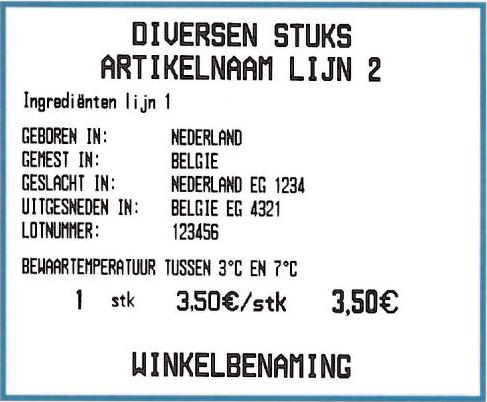 DIVERSEN STUKS
ARTIKELNAAM LIJN 2
Ingrediënten lijn 1
GEBOREN IN: NEDERLAND
GEMEST IN: BELGIE
GESLACHT IN: NEDERLAND EG 1234
UITGESNEDEN IN: BELGIE EG 4321
LOTNUMMER: 123456
BEWAARTEMPERATUUR TUSSEN 3°C EN 7°C
1 stk 3,50€/stk 3,50€
WINKELBENAMING